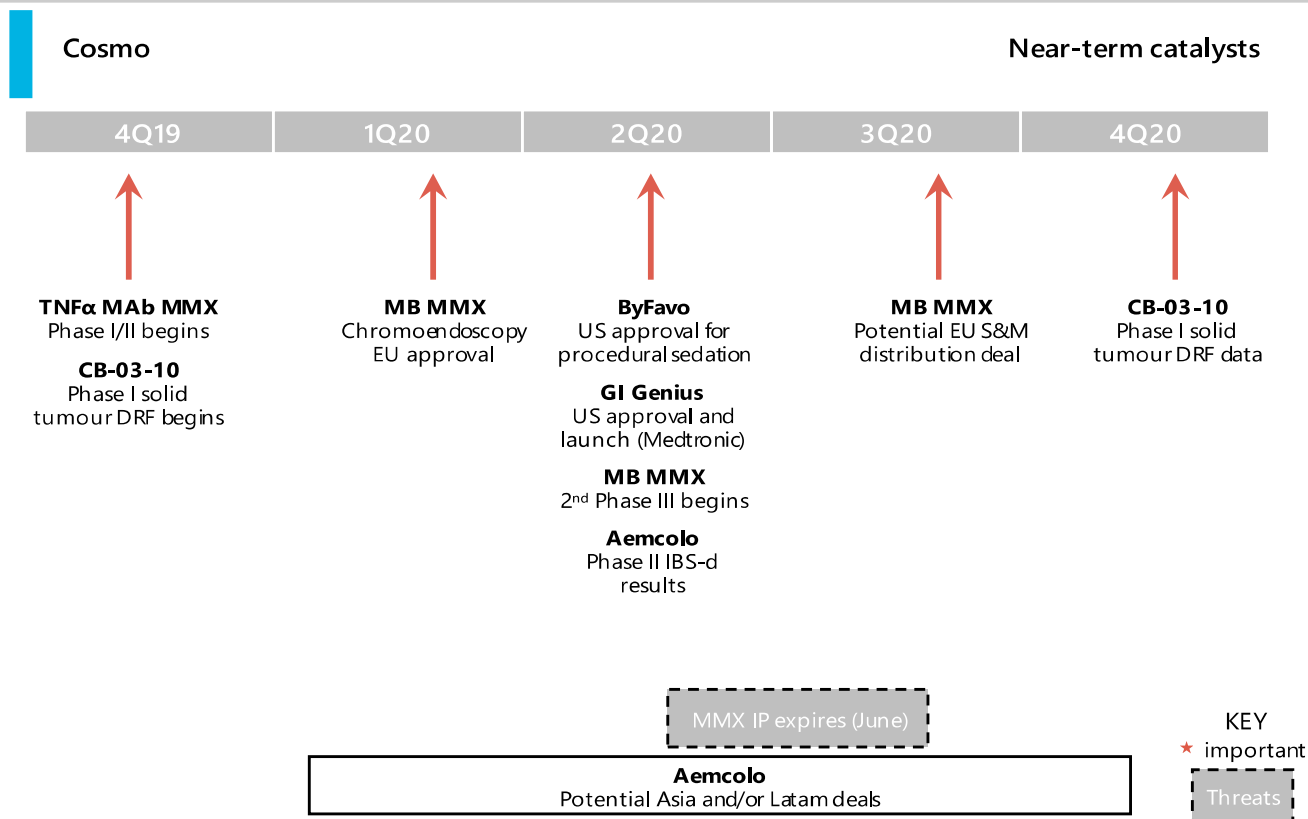 Cosmo
Near-term catalysts
4Q19
1Q20
2Q20
3Q20
4Q20
TNFα MAb MMX
Phase I/II begins
CB-03-10
Phase I solid
tumour DRF begins
MB MMX
Chromoendoscopy
EU approval
ByFavo
US approval for
procedural sedation
GI Genius
US approval and
launch (Medtronic)
MB MMX
2nd Phase III begins
Aemcolo
Phase II IBS-d
results
MB MMX
Potential EU S&M
distribution deal
CB-03-10
Phase I solid
tumour DRF data
MMX IP expires (June)
Aemcolo
Potential Asia and/or Latam deals
KEY
★ important
Threats